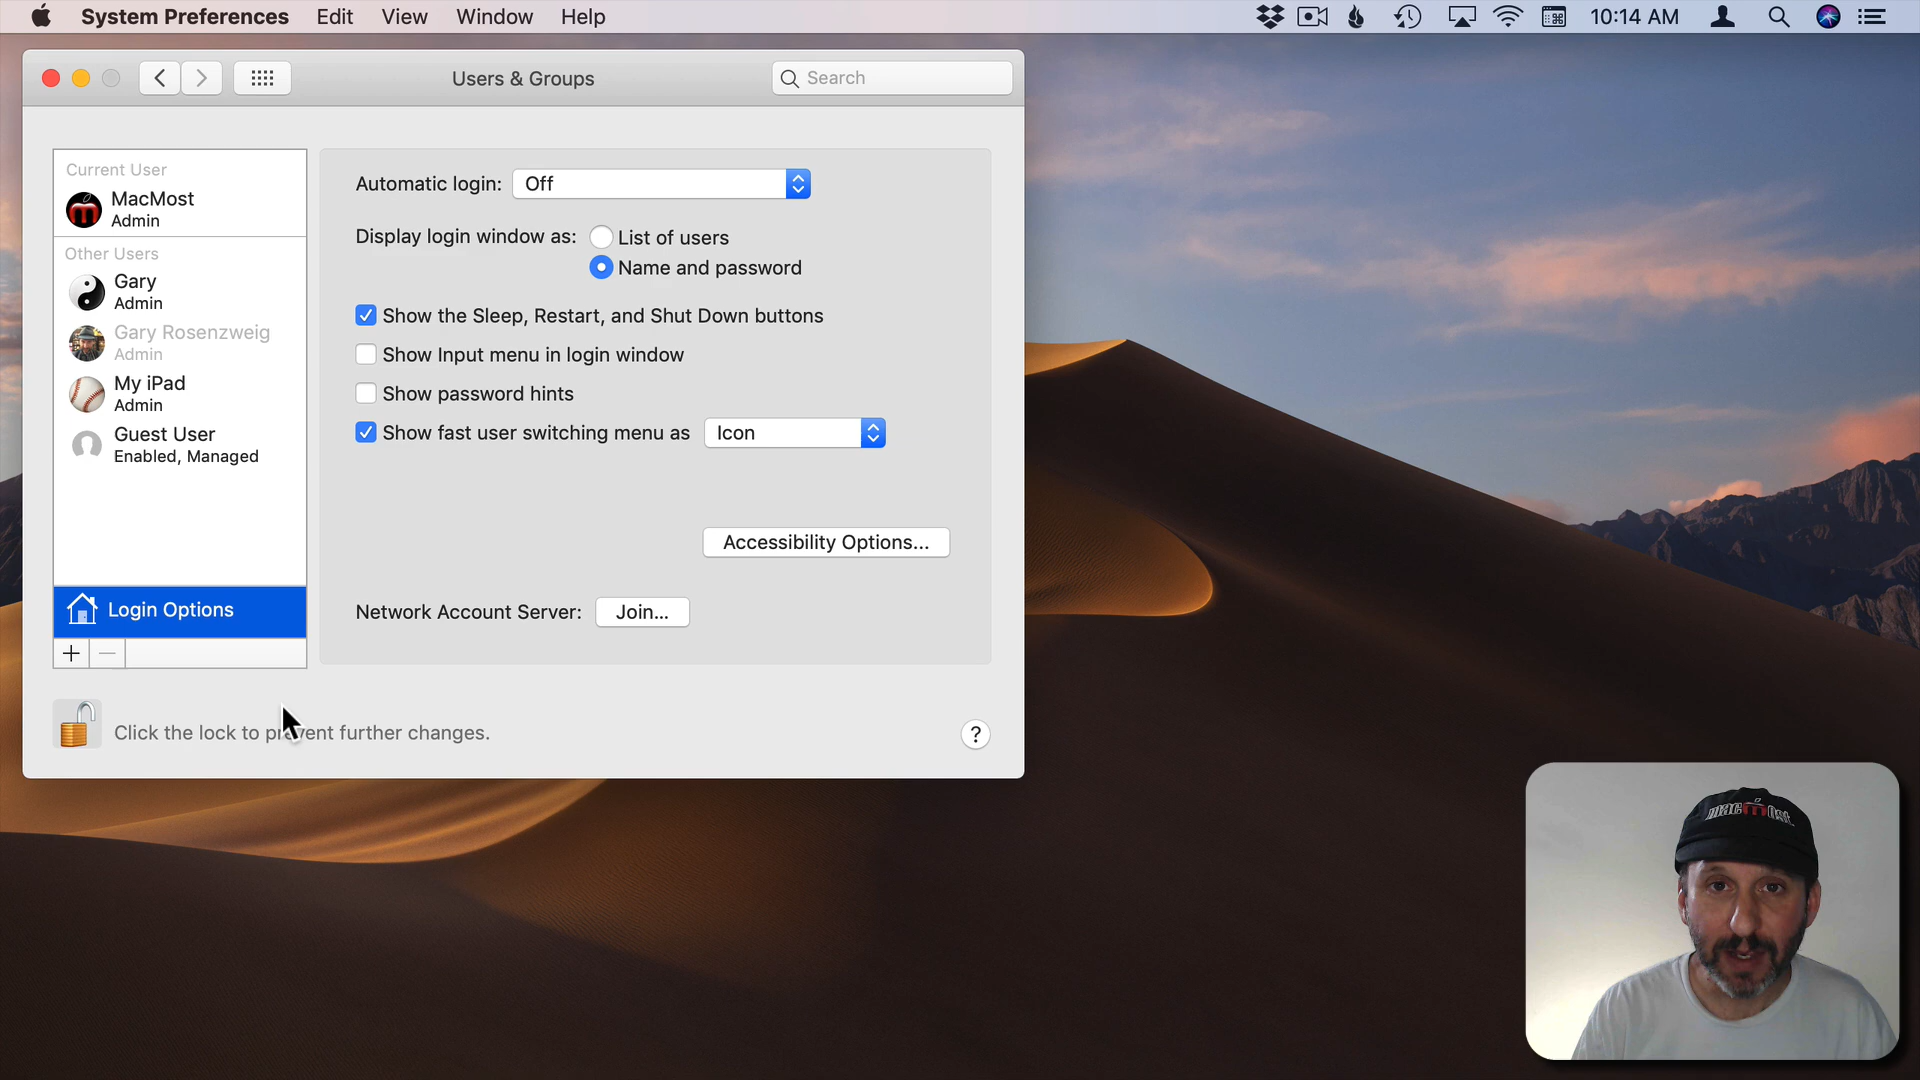 System Preferences Edit View Window Help 10:14 AM
Users & Groups Search
Current User
MacMost
Admin
Other Users
Gary
Admin
Gary Rosenzweig
Admin
My iPad
Admin
Guest User
Enabled, Managed
Login Options
Automatic login: Off
Display login window as: List of users
Name and password
Show the Sleep, Restart, and Shut Down buttons
Show Input menu in login window
Show password hints
Show fast user switching menu as Icon
Accessibility Options...
Network Account Server: Join...
Click the lock to prevent further changes. ?
macmost